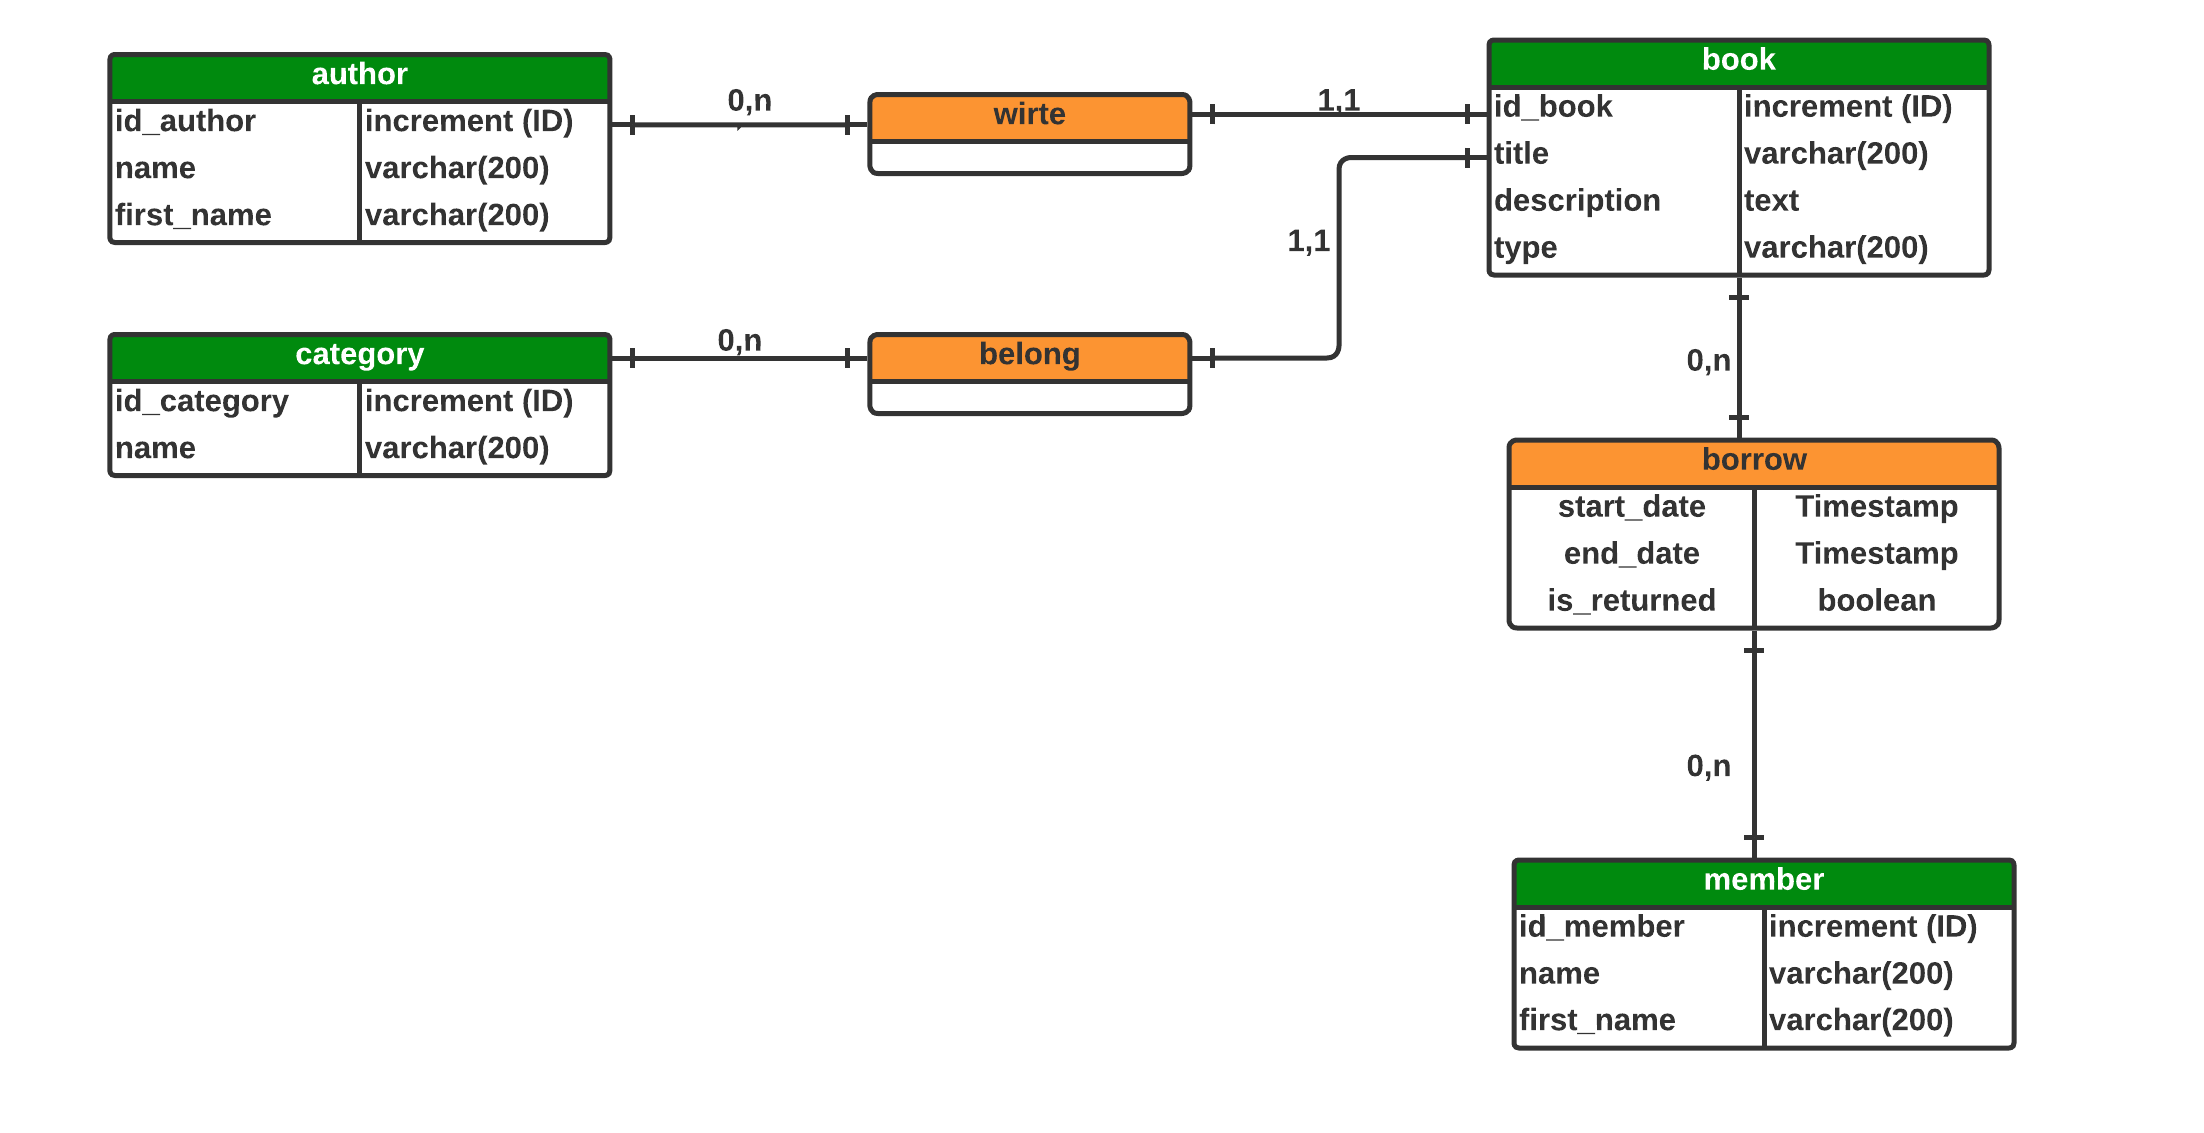 author
id_author increment (ID)
name varchar(200)
first_name varchar(200)
0,n
wirte
1,1
book
id_book increment (ID)
title varchar(200)
description text
type varchar(200)
category
id_category increment (ID)
name varchar(200)
0,n
belong
1,1
0,n
borrow
start_date Timestamp
end_date Timestamp
is_returned boolean
0,n
member
id_member increment (ID)
name varchar(200)
first_name varchar(200)